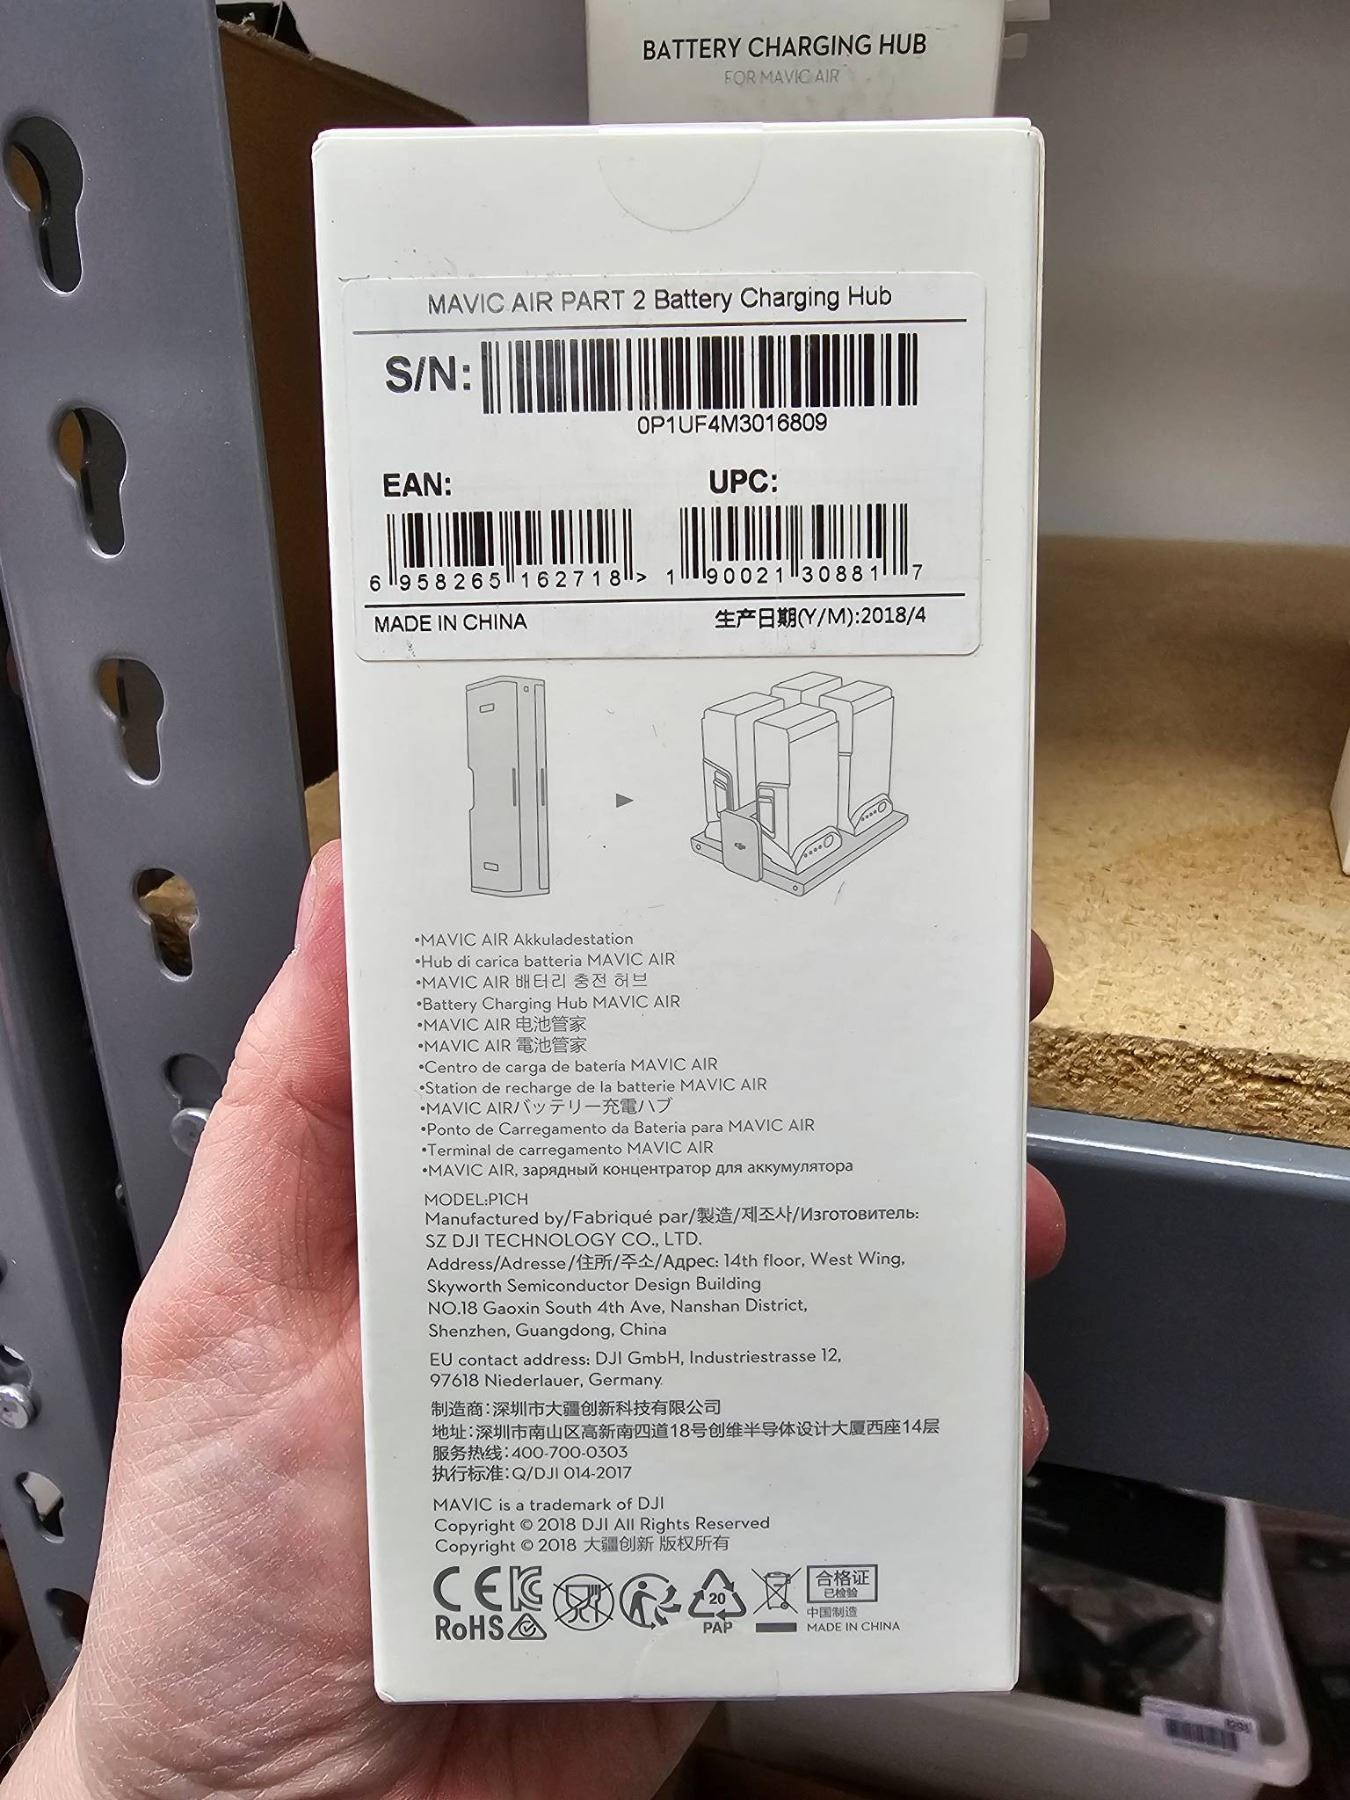 BATTERY CHARGING HUB
FOR MAVIC AIR
MAVIC AIR PART 2 Battery Charging Hub
S/N:
0P1UF4M3016809
EAN: UPC:
6 958265 162718 > 1 90021 30881 7
MADE IN CHINA 生产日期(Y/M):2018/4
•MAVIC AIR Akkuladestation
•Hub di carica batteria MAVIC AIR
•MAVIC AIR 배터리 충전 허브
•Battery Charging Hub MAVIC AIR
•MAVIC AIR 电池管家
•MAVIC AIR 電池管家
•Centro de carga de batería MAVIC AIR
•Station de recharge de la batterie MAVIC AIR
•MAVIC AIRバッテリー充電ハブ
•Ponto de Carregamento da Bateria para MAVIC AIR
•Terminal de carregamento MAVIC AIR
•MAVIC AIR, зарядный концентратор для аккумулятора
MODEL:P1CH
Manufactured by/Fabriqué par/製造/제조사/Изготовитель:
SZ DJI TECHNOLOGY CO., LTD.
Address/Adresse/住所/주소/Адрес: 14th floor, West Wing,
Skyworth Semiconductor Design Building
NO.18 Gaoxin South 4th Ave, Nanshan District,
Shenzhen, Guangdong, China
EU contact address: DJI GmbH, Industriestrasse 12,
97618 Niederlauer, Germany
制造商:深圳市大疆创新科技有限公司
地址:深圳市南山区高新南四道18号创维半导体设计大厦西座14层
服务热线:400-700-0303
执行标准:Q/DJI 014-2017
MAVIC is a trademark of DJI
Copyright © 2018 DJI All Rights Reserved
Copyright © 2018 大疆创新 版权所有
CE KC
RoHS
20
PAP
合格证
已检验
中国制造
MADE IN CHINA